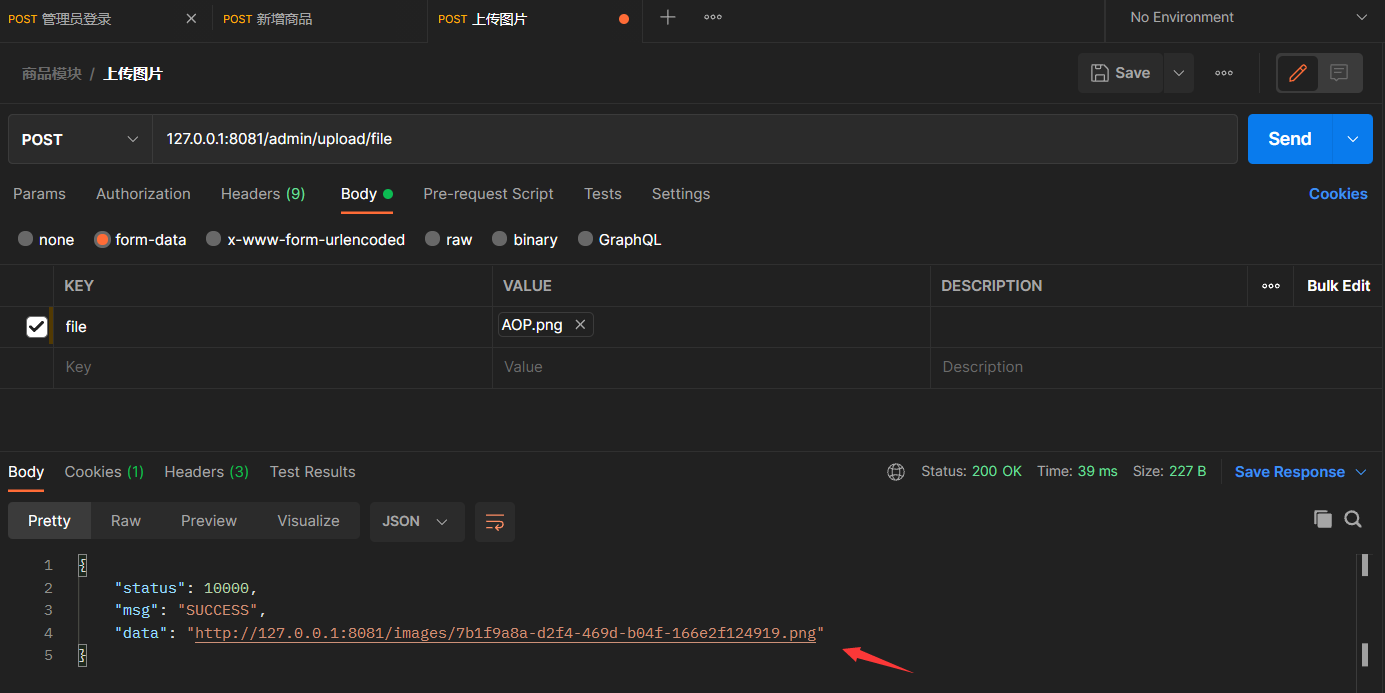 POST 管理员登录 POST 新增商品 POST 上传图片 No Environment
商品模块 / 上传图片 Save
POST 127.0.0.1:8081/admin/upload/file Send
Params Authorization Headers (9) Body Pre-request Script Tests Settings Cookies
none form-data x-www-form-urlencoded raw binary GraphQL
KEY VALUE DESCRIPTION Bulk Edit
file AOP.png
Key Value Description
Body Cookies (1) Headers (3) Test Results Status: 200 OK Time: 39 ms Size: 227 B Save Response
Pretty Raw Preview Visualize JSON
1 {
2 "status": 10000,
3 "msg": "SUCCESS",
4 "data": "http://127.0.0.1:8081/images/7b1f9a8a-d2f4-469d-b04f-166e2f124919.png"
5 }